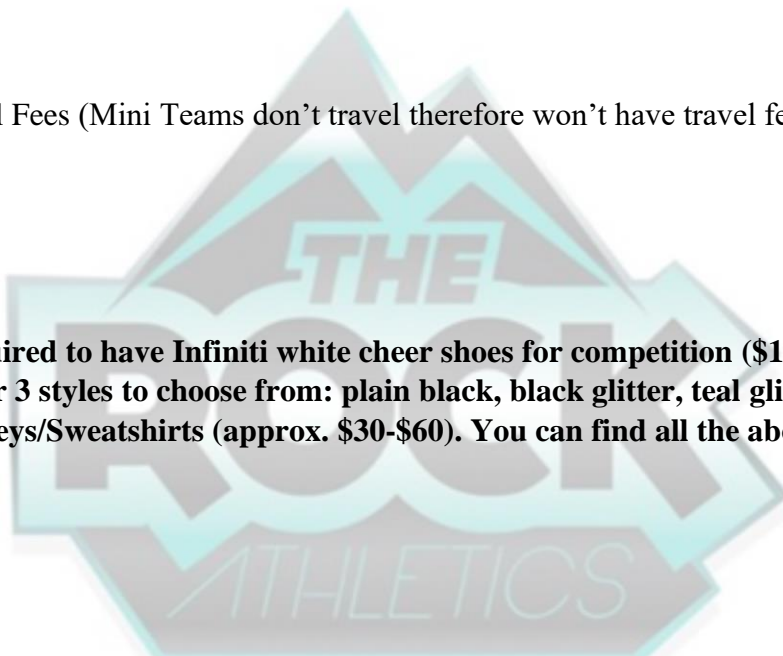 l Fees (Mini Teams don’t travel therefore won’t have travel fe
THE
uired to have Infiniti white cheer shoes for competition ($1
r 3 styles to choose from: plain black, black glitter, teal gli
eys/Sweatshirts (approx. $30-$60). You can find all the abo
ROCK
ATHLETICS